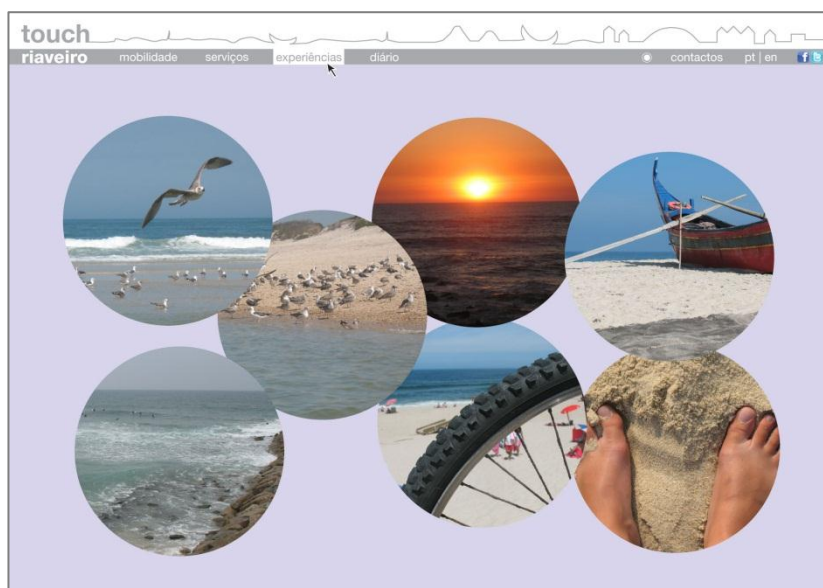 touch
riaveiro mobilidade serviços experiências diário contactos pt | en